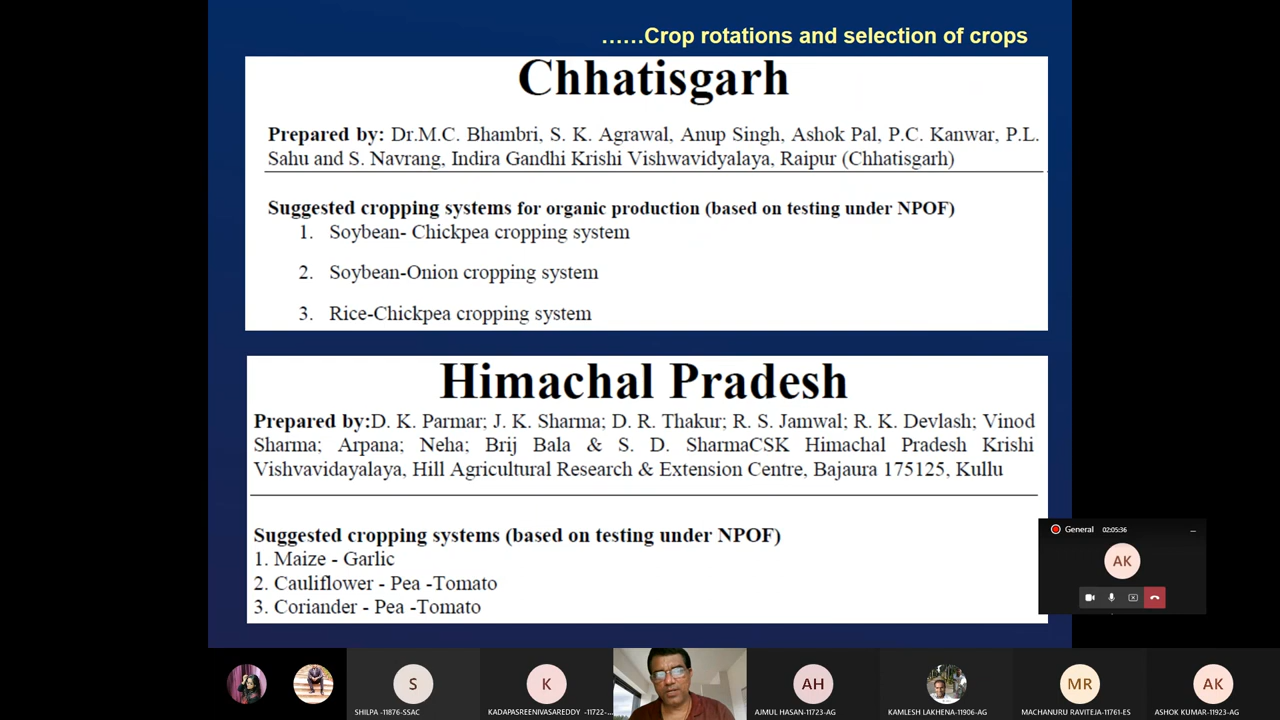 ......Crop rotations and selection of crops
Chhatisgarh
Prepared by: Dr.M.C. Bhambri, S. K. Agrawal, Anup Singh, Ashok Pal, P.C. Kanwar, P.L.
Sahu and S. Navrang, Indira Gandhi Krishi Vishwavidyalaya, Raipur (Chhatisgarh)
Suggested cropping systems for organic production (based on testing under NPOF)
1. Soybean- Chickpea cropping system
2. Soybean-Onion cropping system
3. Rice-Chickpea cropping system
Himachal Pradesh
Prepared by:D. K. Parmar; J. K. Sharma; D. R. Thakur; R. S. Jamwal; R. K. Devlash; Vinod
Sharma; Arpana; Neha; Brij Bala & S. D. SharmaCSK Himachal Pradesh Krishi
Vishvavidayalaya, Hill Agricultural Research & Extension Centre, Bajaura 175125, Kullu
Suggested cropping systems (based on testing under NPOF)
1. Maize - Garlic
2. Cauliflower - Pea -Tomato
3. Coriander - Pea -Tomato
General 02:05:36
AK
S
K
AH
MR
AK
SHILPA -11876-SSAC
KADAPASREENIVASAREDDY -11722-...
AJMUL HASAN-11723-AG
KAMLESH LAKHENA-11906-AG
MACHANURU RAVITEJA-11761-ES
ASHOK KUMAR-11923-AG